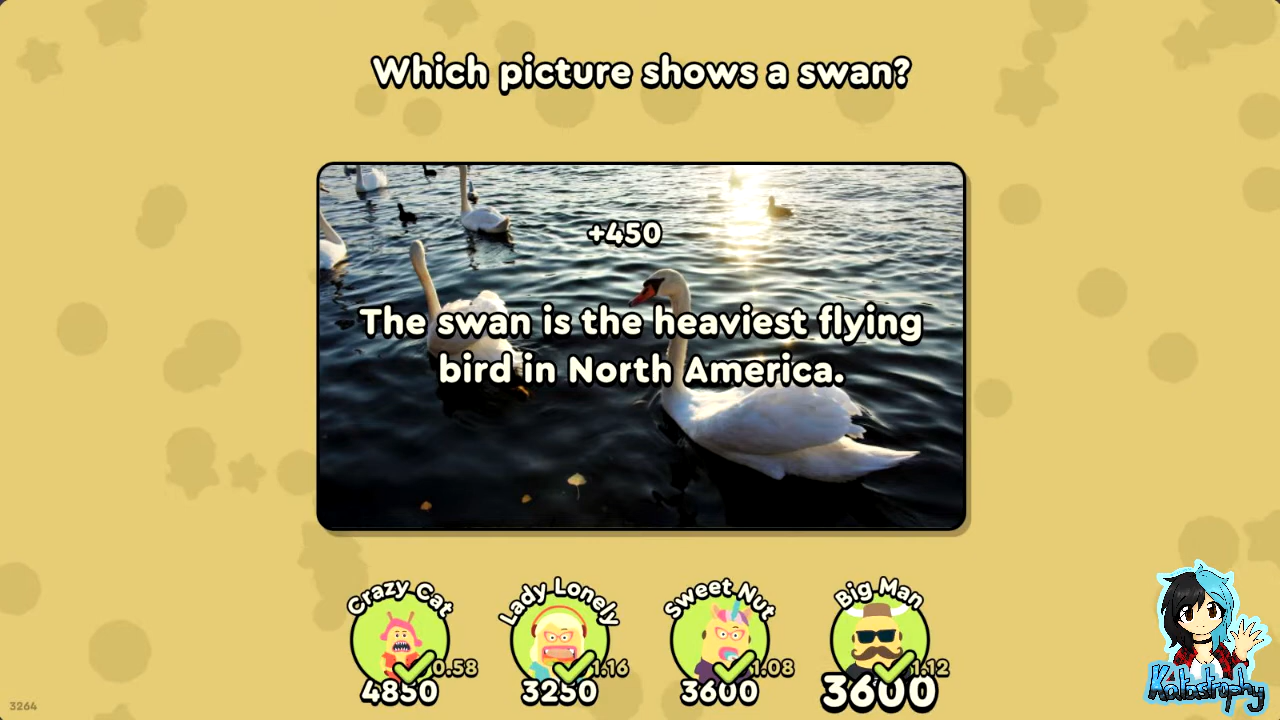 Which picture shows a swan?
+450
The swan is the heaviest flying
bird in North America.
Crazy Cat
Lady Lonely
Sweet Nut
Big Man
0.58
1.16
1.08
1.12
4850
3250
3600
3600
Katastrophy
3264